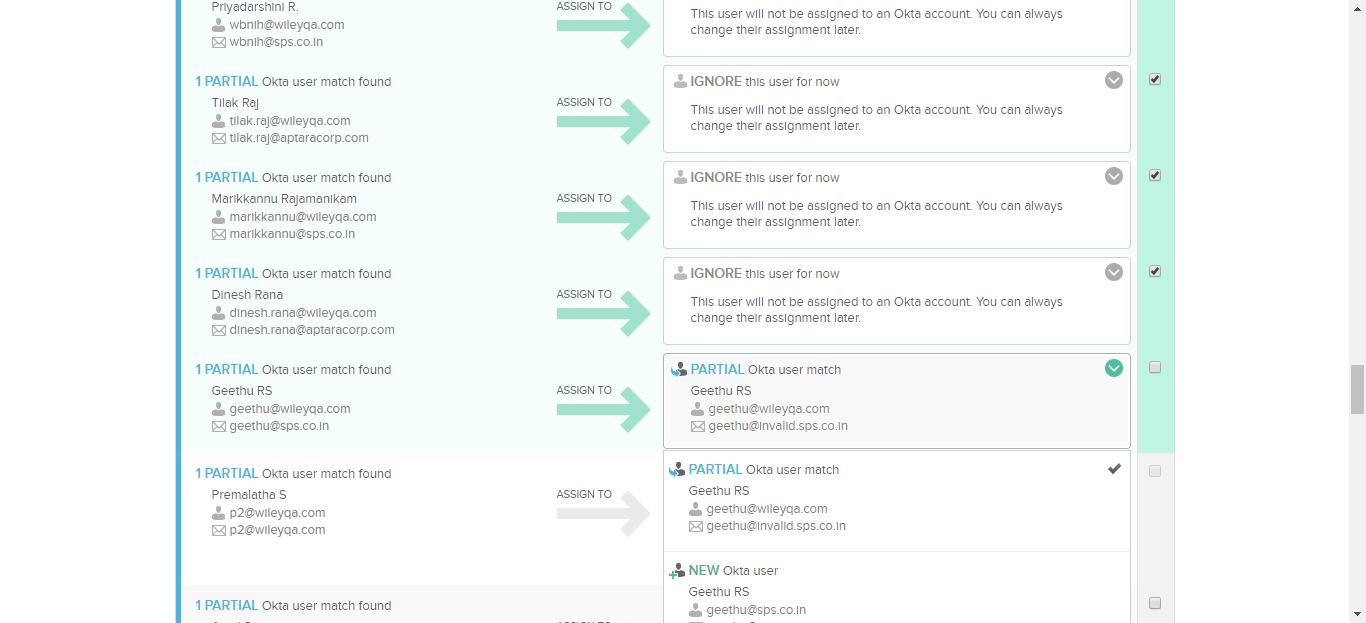 Priyadarshini R.
wbnih@wileyqa.com
wbnih@sps.co.in
ASSIGN TO
This user will not be assigned to an Okta account. You can always
change their assignment later.
1 PARTIAL Okta user match found
Tilak Raj
tilak.raj@wileyqa.com
tilak.raj@aptaracorp.com
ASSIGN TO
IGNORE this user for now
This user will not be assigned to an Okta account. You can always
change their assignment later.
1 PARTIAL Okta user match found
Marikkannu Rajamanikam
marikkannu@wileyqa.com
marikkannu@sps.co.in
ASSIGN TO
IGNORE this user for now
This user will not be assigned to an Okta account. You can always
change their assignment later.
1 PARTIAL Okta user match found
Dinesh Rana
dinesh.rana@wileyqa.com
dinesh.rana@aptaracorp.com
ASSIGN TO
IGNORE this user for now
This user will not be assigned to an Okta account. You can always
change their assignment later.
1 PARTIAL Okta user match found
Geethu RS
geethu@wileyqa.com
geethu@sps.co.in
ASSIGN TO
PARTIAL Okta user match
Geethu RS
geethu@wileyqa.com
geethu@invalid.sps.co.in
1 PARTIAL Okta user match found
Premalatha S
p2@wileyqa.com
p2@wileyqa.com
ASSIGN TO
PARTIAL Okta user match
Geethu RS
geethu@wileyqa.com
geethu@invalid.sps.co.in
NEW Okta user
Geethu RS
geethu@sps.co.in
1 PARTIAL Okta user match found